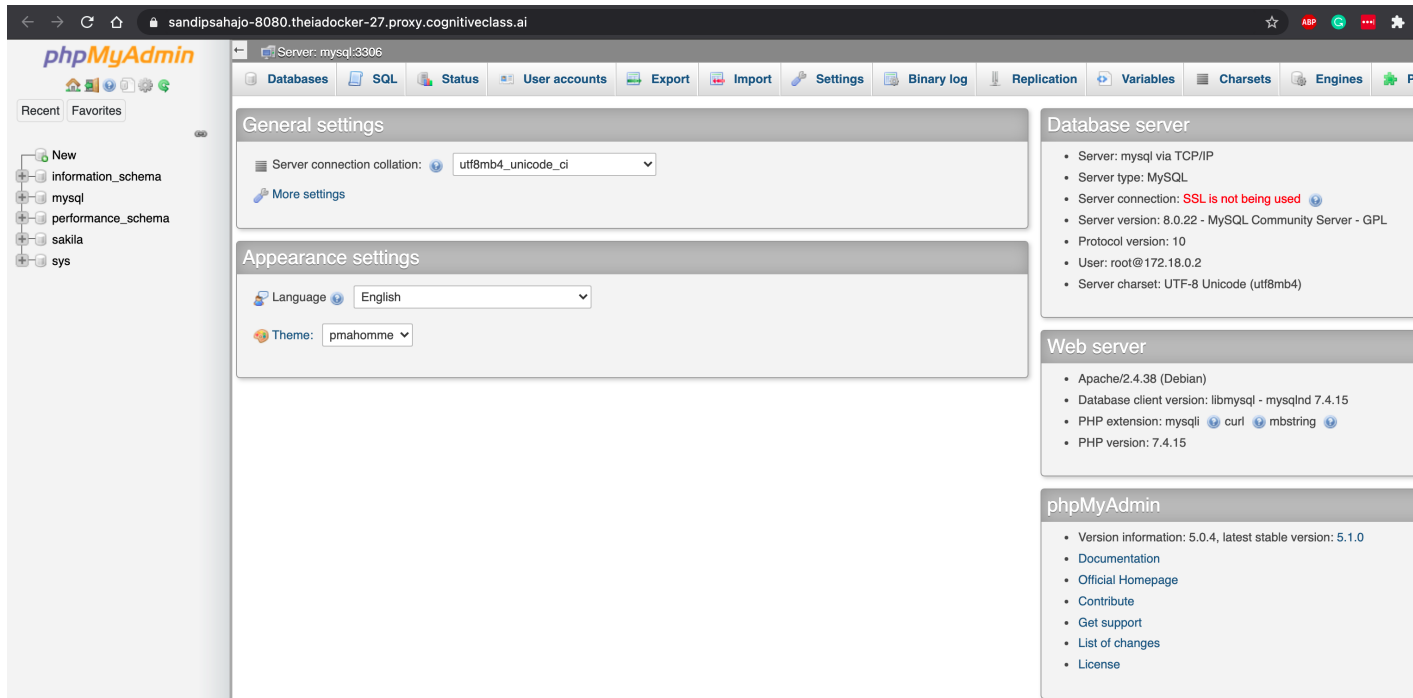 sandipsahajo-8080.theiadocker-27.proxy.cognitiveclass.ai
ABP
G
phpMyAdmin
Recent Favorites
New
information_schema
mysql
performance_schema
sakila
sys
Server: mysql:3306
Databases SQL Status User accounts Export Import Settings Binary log Replication Variables Charsets Engines P
General settings
Server connection collation: utf8mb4_unicode_ci
More settings
Appearance settings
Language English
Theme: pmahomme
Database server
Server: mysql via TCP/IP
Server type: MySQL
Server connection: SSL is not being used
Server version: 8.0.22 - MySQL Community Server - GPL
Protocol version: 10
User: root@172.18.0.2
Server charset: UTF-8 Unicode (utf8mb4)
Web server
Apache/2.4.38 (Debian)
Database client version: libmysql - mysqlnd 7.4.15
PHP extension: mysqli curl mbstring
PHP version: 7.4.15
phpMyAdmin
Version information: 5.0.4, latest stable version: 5.1.0
Documentation
Official Homepage
Contribute
Get support
List of changes
License